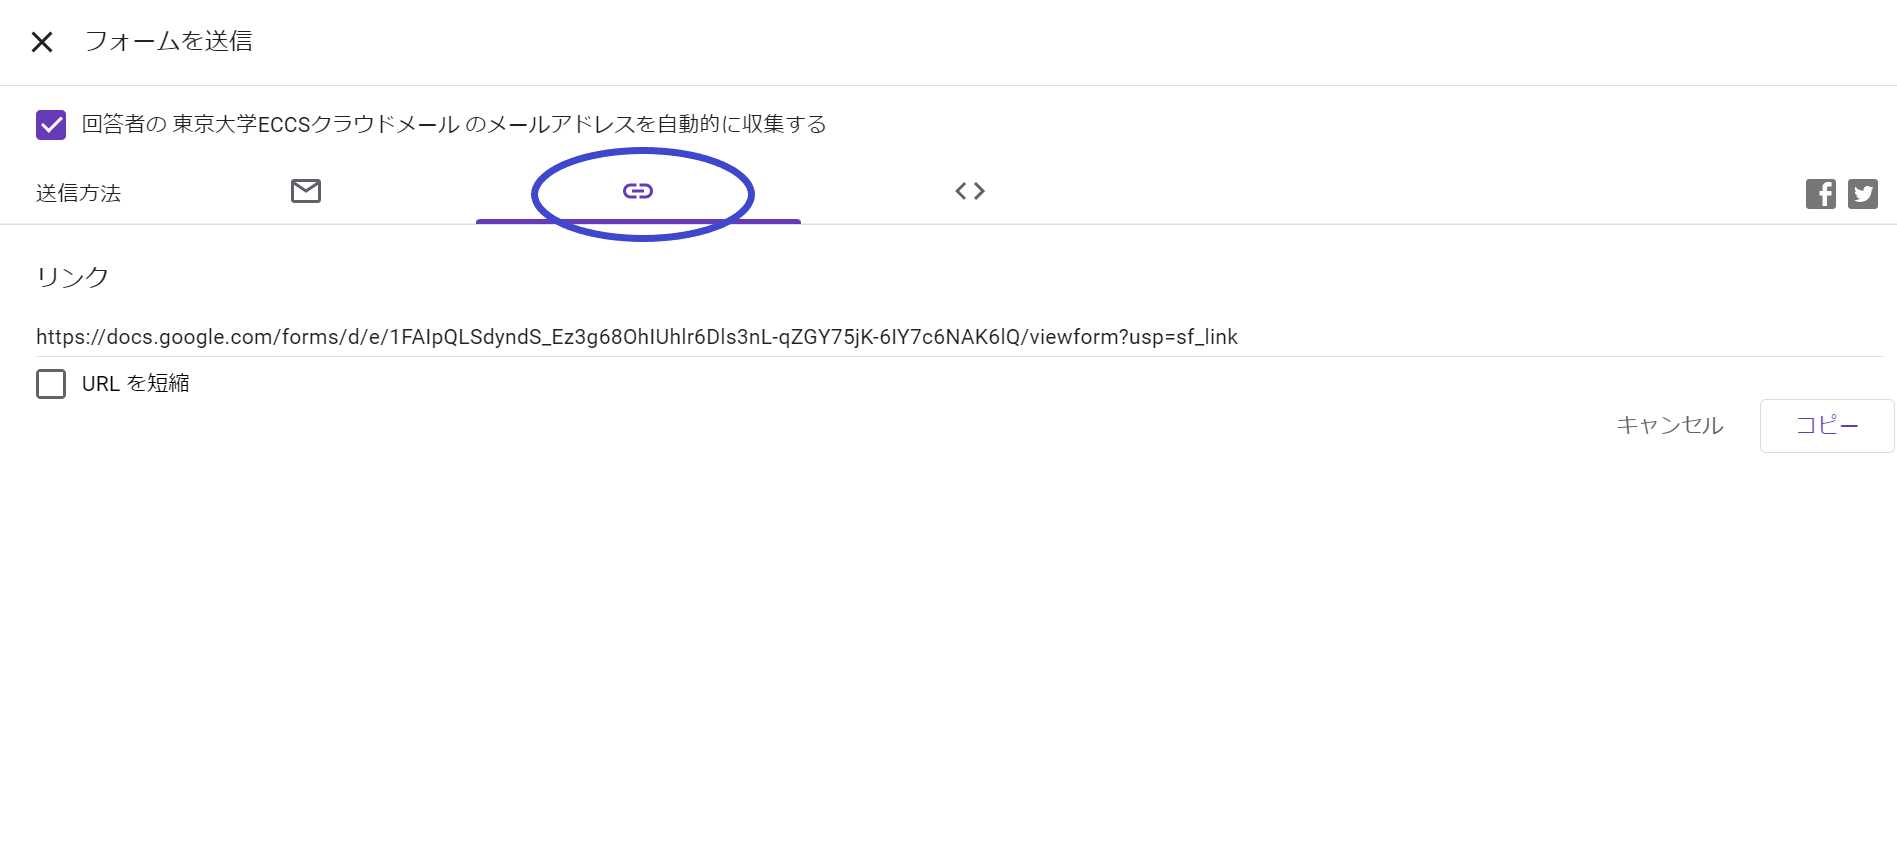 フォームを送信
回答者の 東京大学ECCSクラウドメール のメールアドレスを自動的に収集する
送信方法
リンク
https://docs.google.com/forms/d/e/1FAIpQLSdyndS_Ez3g68OhIUhlr6Dls3nL-qZGY75jK-6IY7c6NAK6lQ/viewform?usp=sf_link
URL を短縮
キャンセル
コピー